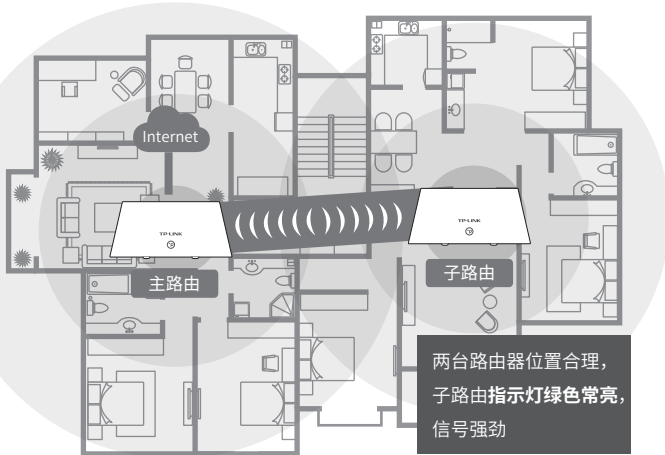 Internet
TP-LINK
TP-LINK
主路由
子路由
两台路由器位置合理，
子路由指示灯绿色常亮，
信号强劲